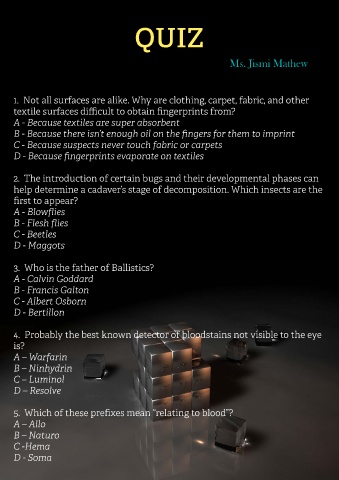 QUIZ
Ms. Jismi Mathew
1. Not all surfaces are alike. Why are clothing, carpet, fabric, and other
textile surfaces difficult to obtain fingerprints from?
A - Because textiles are super absorbent
B - Because there isn't enough oil on the fingers for them to imprint
C - Because suspects never touch fabric or carpets
D - Because fingerprints evaporate on textiles
2. The introduction of certain bugs and their developmental phases can
help determine a cadaver's stage of decomposition. Which insects are the
first to appear?
A - Blowflies
B - Flesh flies
C - Beetles
D - Maggots
3. Who is the father of Ballistics?
A - Calvin Goddard
B - Francis Galton
C - Albert Osborn
D - Bertillon
4. Probably the best known detector of bloodstains not visible to the eye
is?
A – Warfarin
B – Ninhydrin
C – Luminol
D – Resolve
5. Which of these prefixes mean "relating to blood"?
A – Allo
B – Naturo
C -Hema
D - Soma